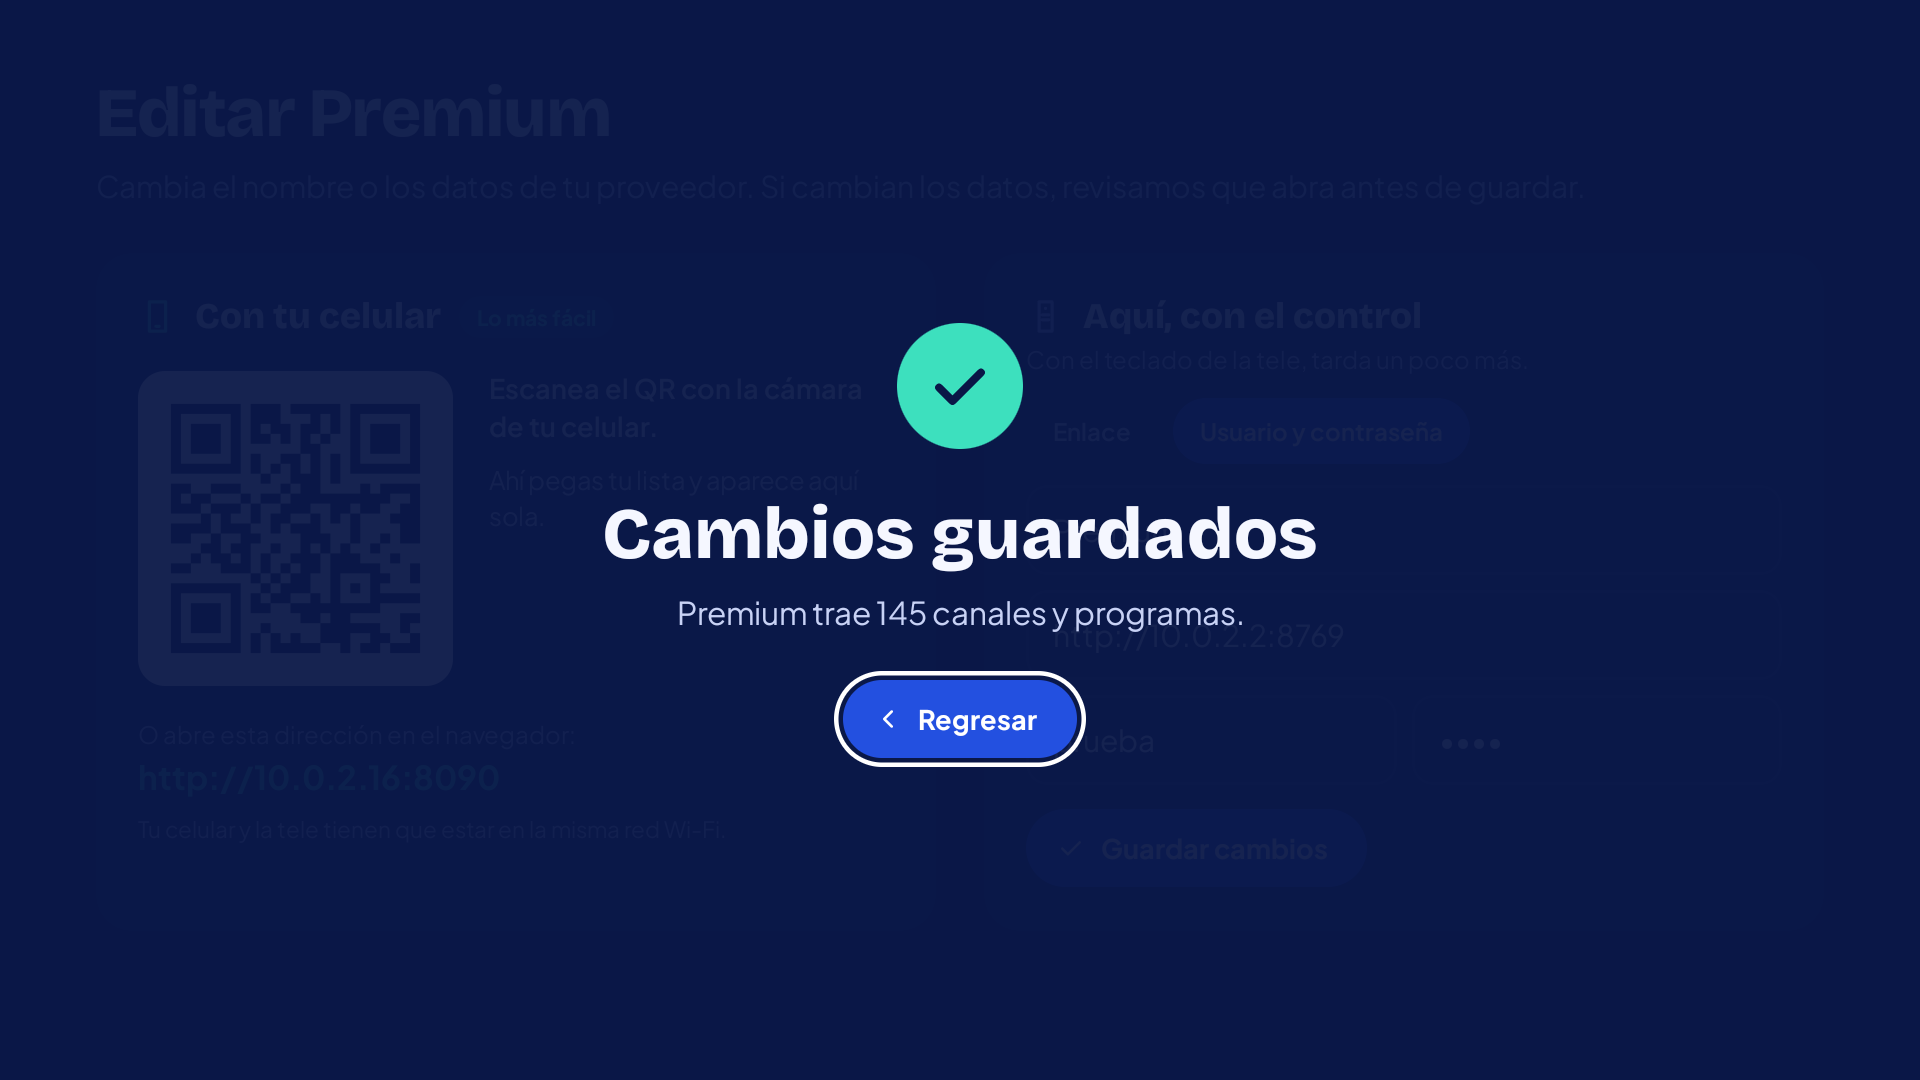 Editar Premium
Cambia el nombre o los datos de tu proveedor. Si cambian los datos, revisamos que abra antes de guardar.
Con tu celular
Lo más fácil
Escanea el QR con la cámara
de tu celular.
Ahí pegas tu lista y aparece aquí
sola.
O abre esta dirección en el navegador:
http://10.0.2.16:8090
Tu celular y la tele tienen que estar en la misma red Wi-Fi.
Aquí, con el control
Con el teclado de la tele, tarda un poco más.
Enlace
Usuario y contraseña
http://10.0.2.2:8769
••••
Guardar cambios
Cambios guardados
Premium trae 145 canales y programas.
Regresar